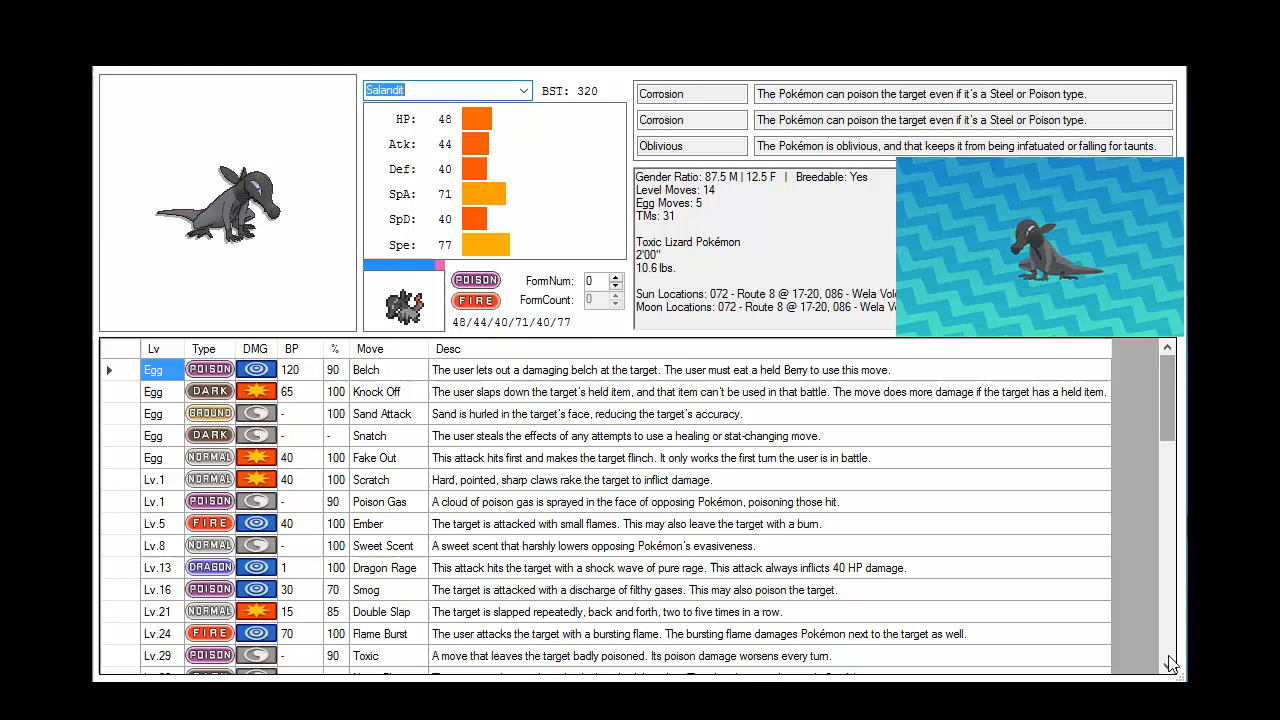 Salandit BST: 320
HP: 48
Atk: 44
Def: 40
SpA: 71
SpD: 40
Spe: 77
POISON
FIRE
FormNum: 0
FormCount: 0
48/44/40/71/40/77
Corrosion The Pokémon can poison the target even if it's a Steel or Poison type.
Corrosion The Pokémon can poison the target even if it's a Steel or Poison type.
Oblivious The Pokémon is oblivious, and that keeps it from being infatuated or falling for taunts.
Gender Ratio: 87.5 M | 12.5 F | Breedable: Yes
Level Moves: 14
Egg Moves: 5
TMs: 31
Toxic Lizard Pokémon
2'00"
10.6 lbs.
Sun Locations: 072 - Route 8 @ 17-20, 086 - Wela Vol
Moon Locations: 072 - Route 8 @ 17-20, 086 - Wela Vo
Lv Type DMG BP % Move Desc
Egg POISON 120 90 Belch The user lets out a damaging belch at the target. The user must eat a held Berry to use this move.
Egg DARK 65 100 Knock Off The user slaps down the target's held item, and that item can't be used in that battle. The move does more damage if the target has a held item.
Egg GROUND - 100 Sand Attack Sand is hurled in the target's face, reducing the target's accuracy.
Egg DARK - - Snatch The user steals the effects of any attempts to use a healing or stat-changing move.
Egg NORMAL 40 100 Fake Out This attack hits first and makes the target flinch. It only works the first turn the user is in battle.
Lv.1 NORMAL 40 100 Scratch Hard, pointed, sharp claws rake the target to inflict damage.
Lv.1 POISON - 90 Poison Gas A cloud of poison gas is sprayed in the face of opposing Pokémon, poisoning those hit.
Lv.5 FIRE 40 100 Ember The target is attacked with small flames. This may also leave the target with a burn.
Lv.8 NORMAL - 100 Sweet Scent A sweet scent that harshly lowers opposing Pokémon's evasiveness.
Lv.13 DRAGON 1 100 Dragon Rage This attack hits the target with a shock wave of pure rage. This attack always inflicts 40 HP damage.
Lv.16 POISON 30 70 Smog The target is attacked with a discharge of filthy gases. This may also poison the target.
Lv.21 NORMAL 15 85 Double Slap The target is slapped repeatedly, back and forth, two to five times in a row.
Lv.24 FIRE 70 100 Flame Burst The user attacks the target with a bursting flame. The bursting flame damages Pokémon next to the target as well.
Lv.29 POISON - 90 Toxic A move that leaves the target badly poisoned. Its poison damage worsens every turn.